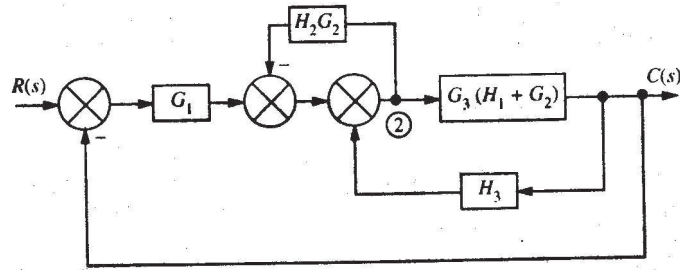 H₂G₂
−
R(s)
G₁
G₃ (H₁ + G₂)
C(s)
−
2
H₃